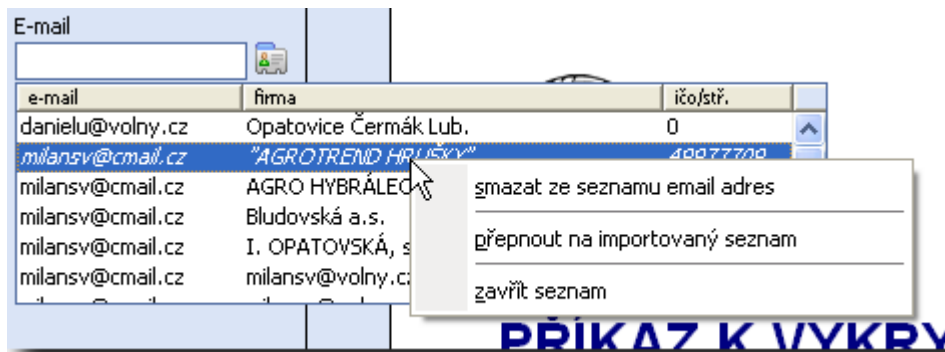 E-mail
e-mail firma ičo/stř.
danielu@volny.cz Opatovice Čermák Lub. 0
milansv@cmail.cz "AGROTREND HRUŠKY" 49977709
milansv@cmail.cz AGRO HYBRÁLEC
smazat ze seznamu email adres
milansv@cmail.cz Bludovská a.s.
přepnout na importovaný seznam
milansv@cmail.cz I. OPATOVSKÁ, s
milansv@cmail.cz milansv@volny.cz
zavřít seznam
PŘÍKAZ K VYKRY